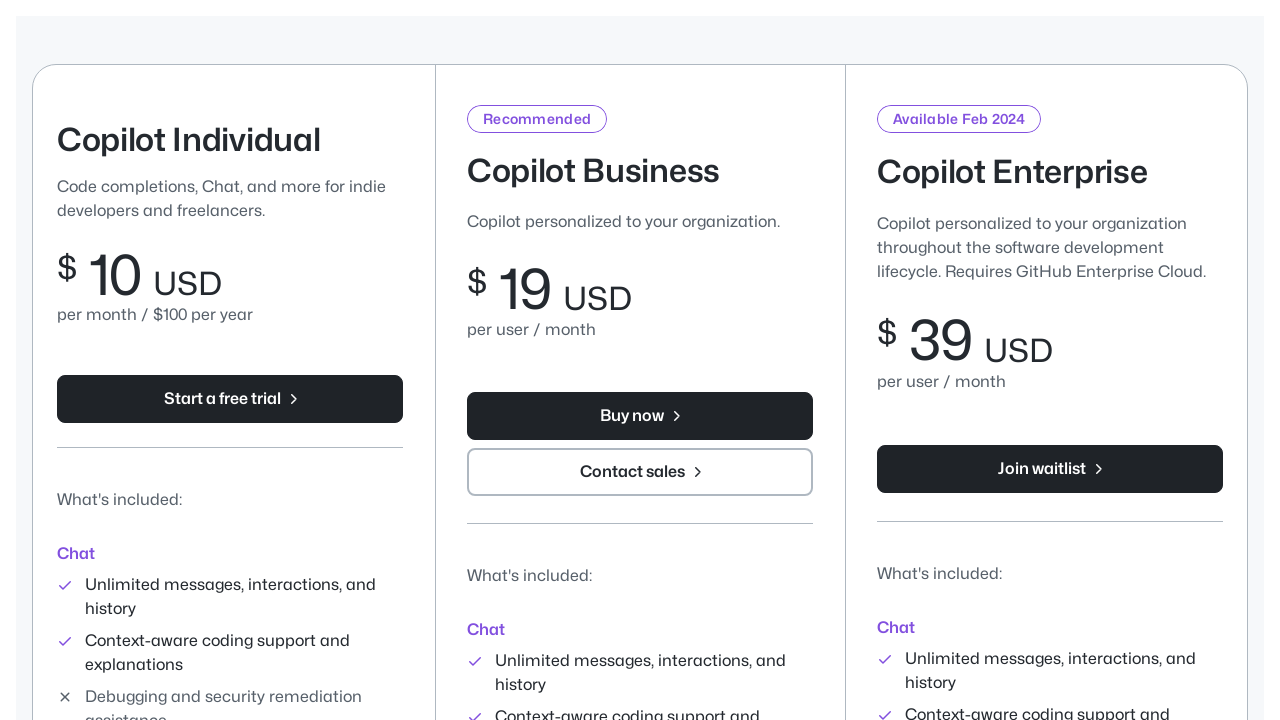 Copilot Individual
Code completions, Chat, and more for indie
developers and freelancers.
$ 10 USD
per month / $100 per year
Start a free trial
What's included:
Chat
Unlimited messages, interactions, and
history
Context-aware coding support and
explanations
Debugging and security remediation
assistance
Recommended
Copilot Business
Copilot personalized to your organization.
$ 19 USD
per user / month
Buy now
Contact sales
What's included:
Chat
Unlimited messages, interactions, and
history
Context-aware coding support and
Available Feb 2024
Copilot Enterprise
Copilot personalized to your organization
throughout the software development
lifecycle. Requires GitHub Enterprise Cloud.
$ 39 USD
per user / month
Join waitlist
What's included:
Chat
Unlimited messages, interactions, and
history
Context-aware coding support and